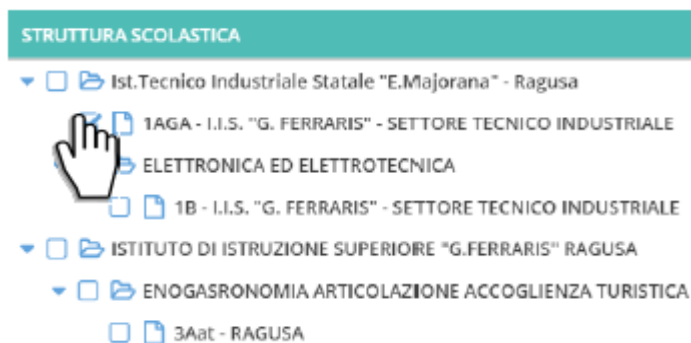 STRUTTURA SCOLASTICA
Ist.Tecnico Industriale Statale "E.Majorana" - Ragusa
1AGA - I.I.S. "G. FERRARIS" - SETTORE TECNICO INDUSTRIALE
ELETTRONICA ED ELETTROTECNICA
1B - I.I.S. "G. FERRARIS" - SETTORE TECNICO INDUSTRIALE
ISTITUTO DI ISTRUZIONE SUPERIORE "G.FERRARIS" RAGUSA
ENOGASRONOMIA ARTICOLAZIONE ACCOGLIENZA TURISTICA
3Aat - RAGUSA